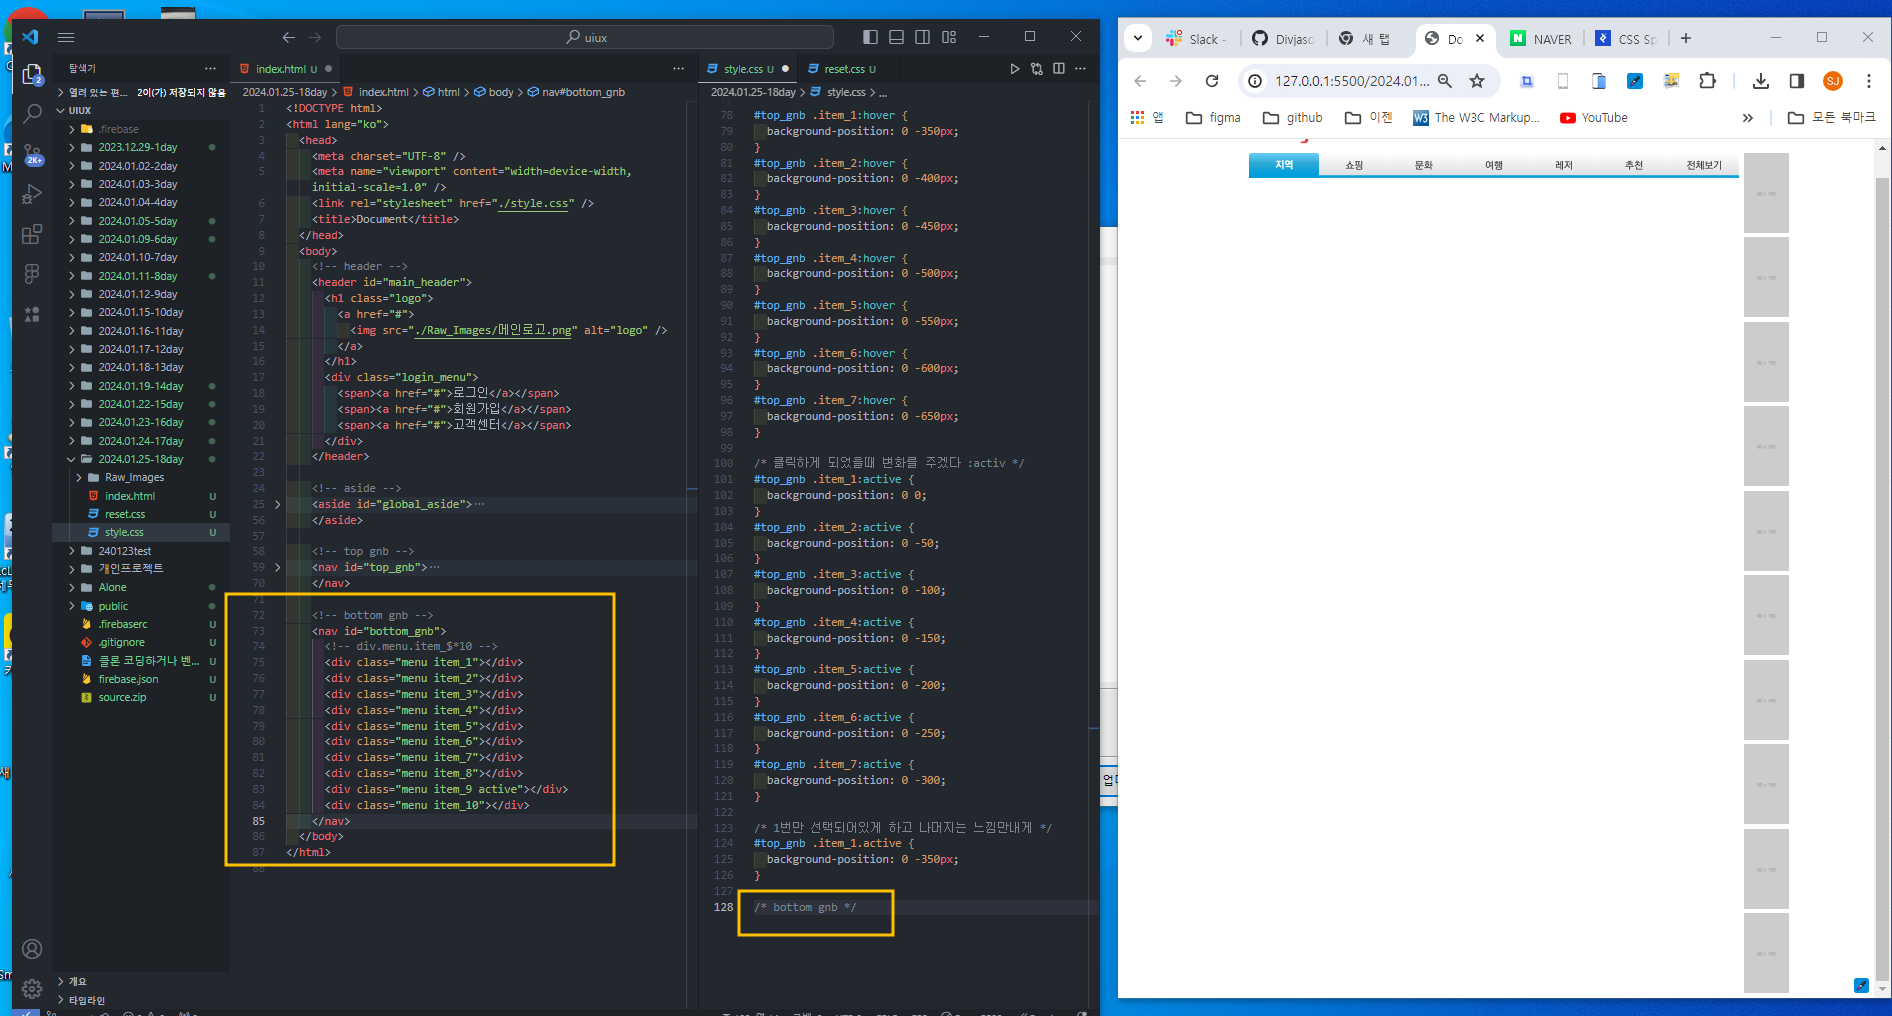 uiux
탐색기
열려 있는 편... 2이(가) 저장되지 않음
UIUX
.firebase
2023.12.29-1day
2024.01.02-2day
2024.01.03-3day
2024.01.04-4day
2024.01.05-5day
2024.01.09-6day
2024.01.10-7day
2024.01.11-8day
2024.01.12-9day
2024.01.15-10day
2024.01.16-11day
2024.01.17-12day
2024.01.18-13day
2024.01.19-14day
2024.01.22-15day
2024.01.23-16day
2024.01.24-17day
2024.01.25-18day
Raw_Images
index.html U
reset.css U
style.css U
240123test
개인프로젝트
Alone
public
.firebaserc U
.gitignore U
클론 코딩하거나 벤... U
firebase.json U
source.zip U
개요
타임라인
2
2K+
index.html U
2024.01.25-18day > index.html > html > body > nav#bottom_gnb
1 <!DOCTYPE html>
2 <html lang="ko">
3 <head>
4 <meta charset="UTF-8" />
5 <meta name="viewport" content="width=device-width,
initial-scale=1.0" />
6 <link rel="stylesheet" href="./style.css" />
7 <title>Document</title>
8 </head>
9 <body>
10 <!-- header -->
11 <header id="main_header">
12 <h1 class="logo">
13 <a href="#">
14 <img src="./Raw_Images/메인로고.png" alt="logo" />
15 </a>
16 </h1>
17 <div class="login_menu">
18 <span><a href="#">로그인</a></span>
19 <span><a href="#">회원가입</a></span>
20 <span><a href="#">고객센터</a></span>
21 </div>
22 </header>
23
24 <!-- aside -->
25 <aside id="global_aside">⋯
56 </aside>
57
58 <!-- top gnb -->
59 <nav id="top_gnb">⋯
70 </nav>
71
72 <!-- bottom gnb -->
73 <nav id="bottom_gnb">
74 <!-- div.menu.item_$*10 -->
75 <div class="menu item_1"></div>
76 <div class="menu item_2"></div>
77 <div class="menu item_3"></div>
78 <div class="menu item_4"></div>
79 <div class="menu item_5"></div>
80 <div class="menu item_6"></div>
81 <div class="menu item_7"></div>
82 <div class="menu item_8"></div>
83 <div class="menu item_9 active"></div>
84 <div class="menu item_10"></div>
85 </nav>
86 </body>
87 </html>
88
style.css U
reset.css U
2024.01.25-18day > style.css > ...
78 #top_gnb .item_1:hover {
79 background-position: 0 -350px;
80 }
81 #top_gnb .item_2:hover {
82 background-position: 0 -400px;
83 }
84 #top_gnb .item_3:hover {
85 background-position: 0 -450px;
86 }
87 #top_gnb .item_4:hover {
88 background-position: 0 -500px;
89 }
90 #top_gnb .item_5:hover {
91 background-position: 0 -550px;
92 }
93 #top_gnb .item_6:hover {
94 background-position: 0 -600px;
95 }
96 #top_gnb .item_7:hover {
97 background-position: 0 -650px;
98 }
99
100 /* 클릭하게 되었을때 변화를 주겠다 :activ */
101 #top_gnb .item_1:active {
102 background-position: 0 0;
103 }
104 #top_gnb .item_2:active {
105 background-position: 0 -50;
106 }
107 #top_gnb .item_3:active {
108 background-position: 0 -100;
109 }
110 #top_gnb .item_4:active {
111 background-position: 0 -150;
112 }
113 #top_gnb .item_5:active {
114 background-position: 0 -200;
115 }
116 #top_gnb .item_6:active {
117 background-position: 0 -250;
118 }
119 #top_gnb .item_7:active {
120 background-position: 0 -300;
121 }
122
123 /* 1번만 선택되어있게 하고 나머지는 느낌만내게 */
124 #top_gnb .item_1.active {
125 background-position: 0 -350px;
126 }
127
128 /* bottom gnb */
Slack - Divjaso 새 탭 Do NAVER CSS Sp
127.0.0.1:5500/2024.01... SJ
앱 figma github 이젠 The W3C Markup... YouTube 모든 북마크
지역 쇼핑 문화 여행 레저 추천 전체보기